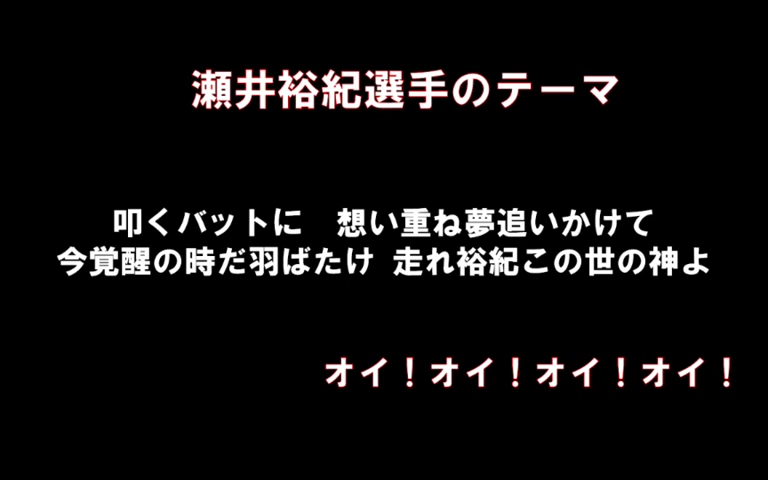 瀬井裕紀選手のテーマ
叩くバットに　想い重ね夢追いかけて
今覚醒の時だ羽ばたけ 走れ裕紀この世の神よ
オイ！オイ！オイ！オイ！